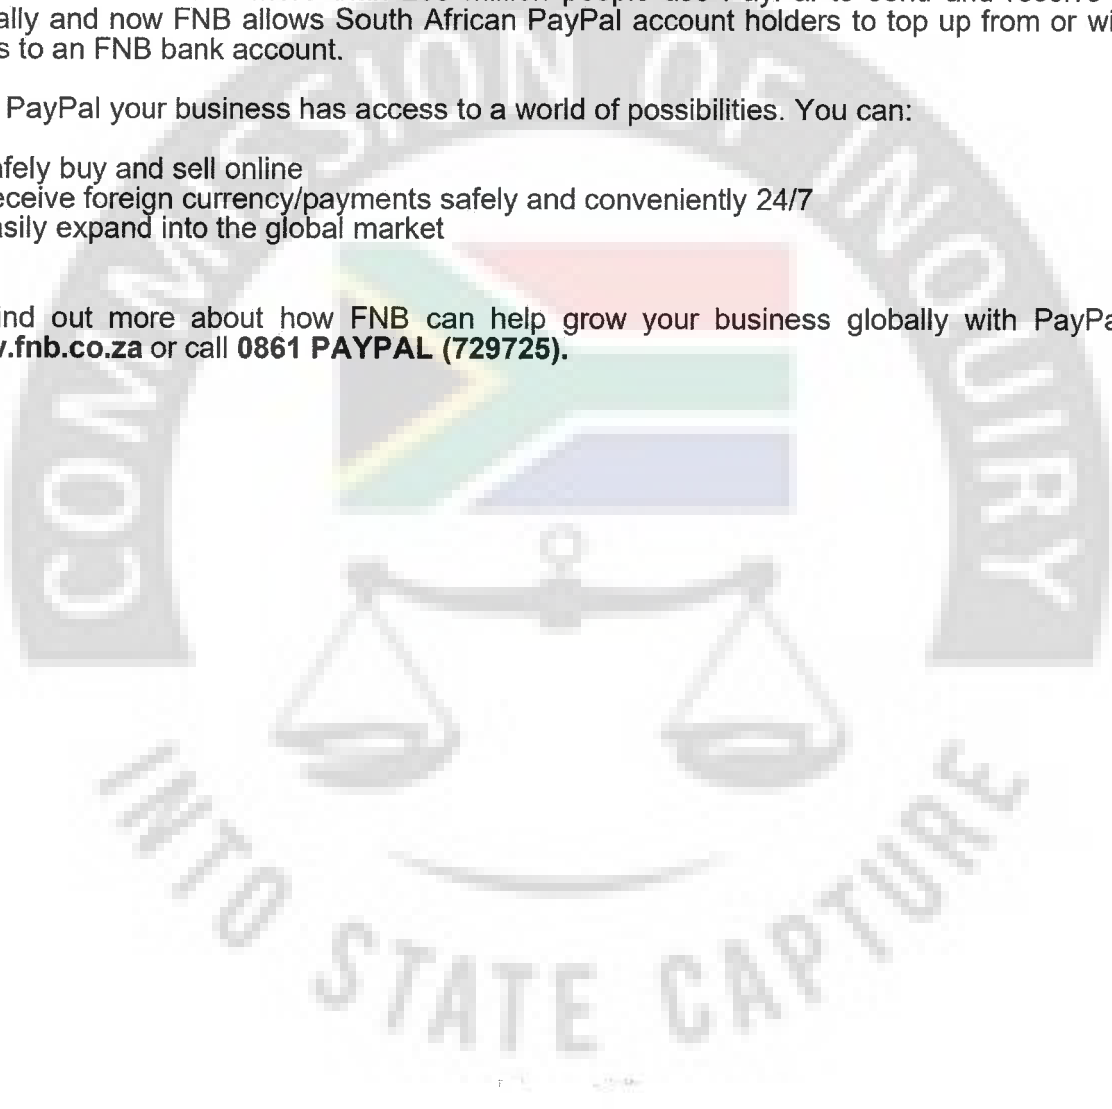 ally and now FNB allows South African PayPal account holders to top up from or wi
s to an FNB bank account.
PayPal your business has access to a world of possibilities. You can:
afely buy and sell online
eceive foreign currency/payments safely and conveniently 24/7
asily expand into the global market
ind out more about how FNB can help grow your business globally with PayPa
.fnb.co.za or call 0861 PAYPAL (729725).
COMMISSION OF INQUIRY
INTO STATE CAPTURE